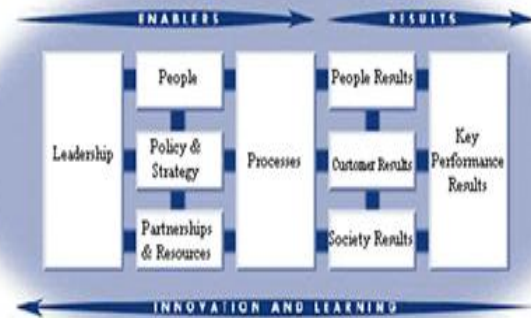 ENABLERS
RESULTS
People
People Results
Leadership
Policy &
Strategy
Processes
Customer Results
Key
Performance
Results
Partnerships
& Resources
Society Results
INNOVATION AND LEARNING